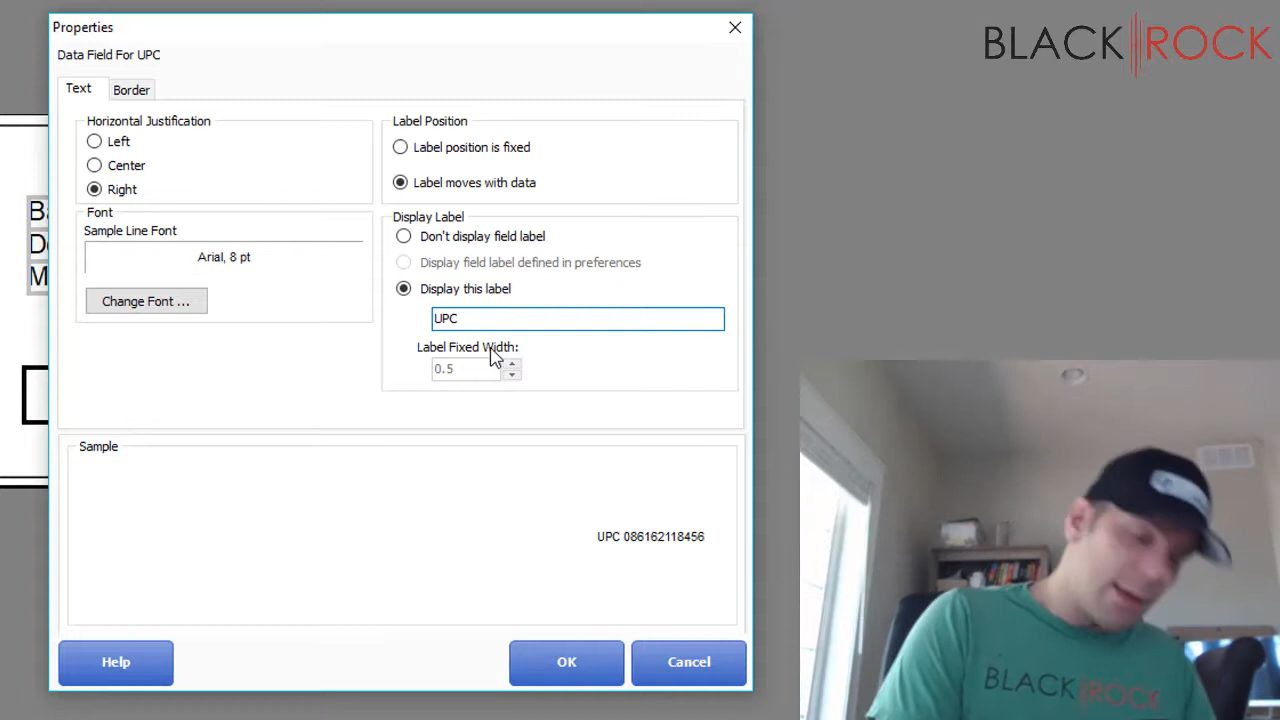 Properties
BLACK ROCK
Data Field For UPC
Text
Border
Horizontal Justification
Left
Center
Right
Label Position
Label position is fixed
Label moves with data
Font
Sample Line Font
Arial, 8 pt
Change Font ...
Display Label
Don't display field label
Display field label defined in preferences
Display this label
UPC
Label Fixed Width:
0.5
Sample
UPC 086162118456
Help
OK
Cancel
BLACK ROCK